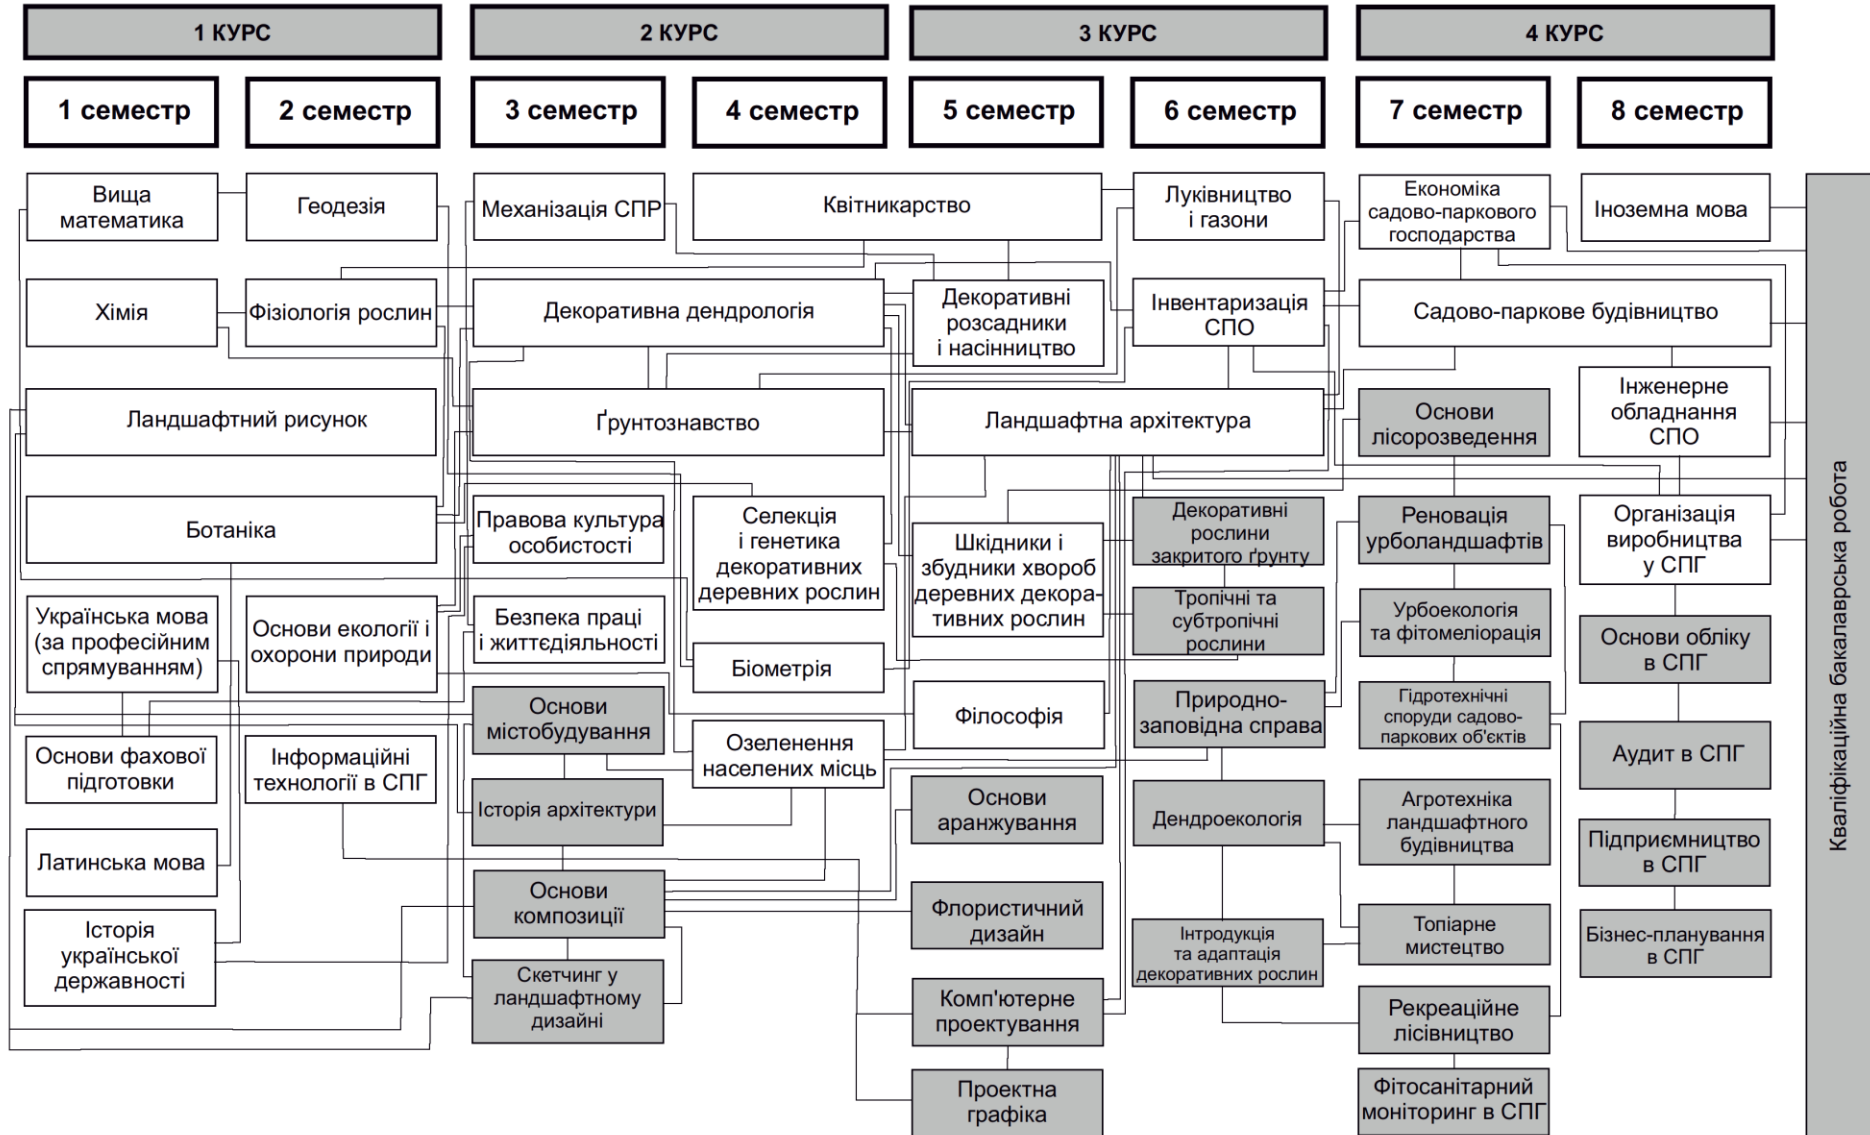 1 КУРС
2 КУРС
3 КУРС
4 КУРС
1 семестр
2 семестр
3 семестр
4 семестр
5 семестр
6 семестр
7 семестр
8 семестр
Вища
математика
Геодезія
Механізація СПР
Квітникарство
Луківництво
і газони
Економіка
садово-паркового
господарства
Іноземна мова
Хімія
Фізіологія рослин
Декоративна дендрологія
Декоративні
розсадники
і насінництво
Інвентаризація
СПО
Садово-паркове будівництво
Ландшафтний рисунок
Ґрунтознавство
Ландшафтна архітектура
Основи
лісорозведення
Інженерне
обладнання
СПО
Ботаніка
Правова культура
особистості
Селекція
і генетика
декоративних
деревних рослин
Шкідники і
збудники хвороб
деревних декора-
тивних рослин
Декоративні
рослини
закритого ґрунту
Реновація
урболандшафтів
Організація
виробництва
у СПГ
Українська мова
(за професійним
спрямуванням)
Основи екології і
охорони природи
Безпека праці
і життєдіяльності
Біометрія
Тропічні та
субтропічні
рослини
Урбоекологія
та фітомеліорація
Основи обліку
в СПГ
Основи
містобудування
Філософія
Природно-
заповідна справа
Гідротехнічні
споруди садово-
паркових об'єктів
Основи фахової
підготовки
Інформаційні
технології в СПГ
Озеленення
населених місць
Аудит в СПГ
Історія архітектури
Основи
аранжування
Дендроекологія
Агротехніка
ландшафтного
будівництва
Підприємництво
в СПГ
Латинська мова
Основи
композиції
Флористичний
дизайн
Інтродукція
та адаптація
декоративних рослин
Топіарне
мистецтво
Бізнес-планування
в СПГ
Історія
української
державності
Скетчинг у
ландшафтному
дизайні
Комп'ютерне
проектування
Рекреаційне
лісівництво
Проектна
графіка
Фітосанітарний
моніторинг в СПГ
Кваліфікаційна бакалаврська робота